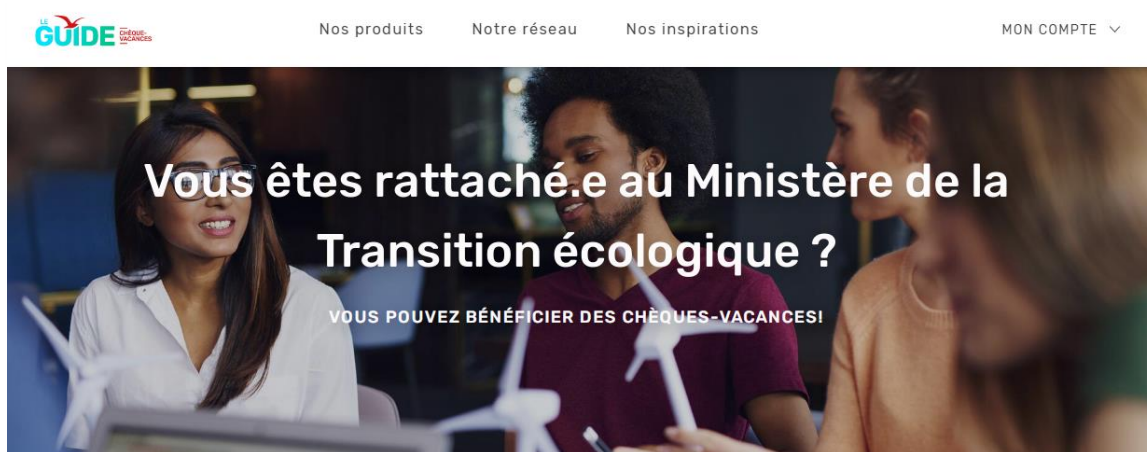 LE
GUIDE CHÈQUE-
VACANCES
Nos produits Notre réseau Nos inspirations MON COMPTE
Vous êtes rattaché.e au Ministère de la
Transition écologique ?
VOUS POUVEZ BÉNÉFICIER DES CHÈQUES-VACANCES!